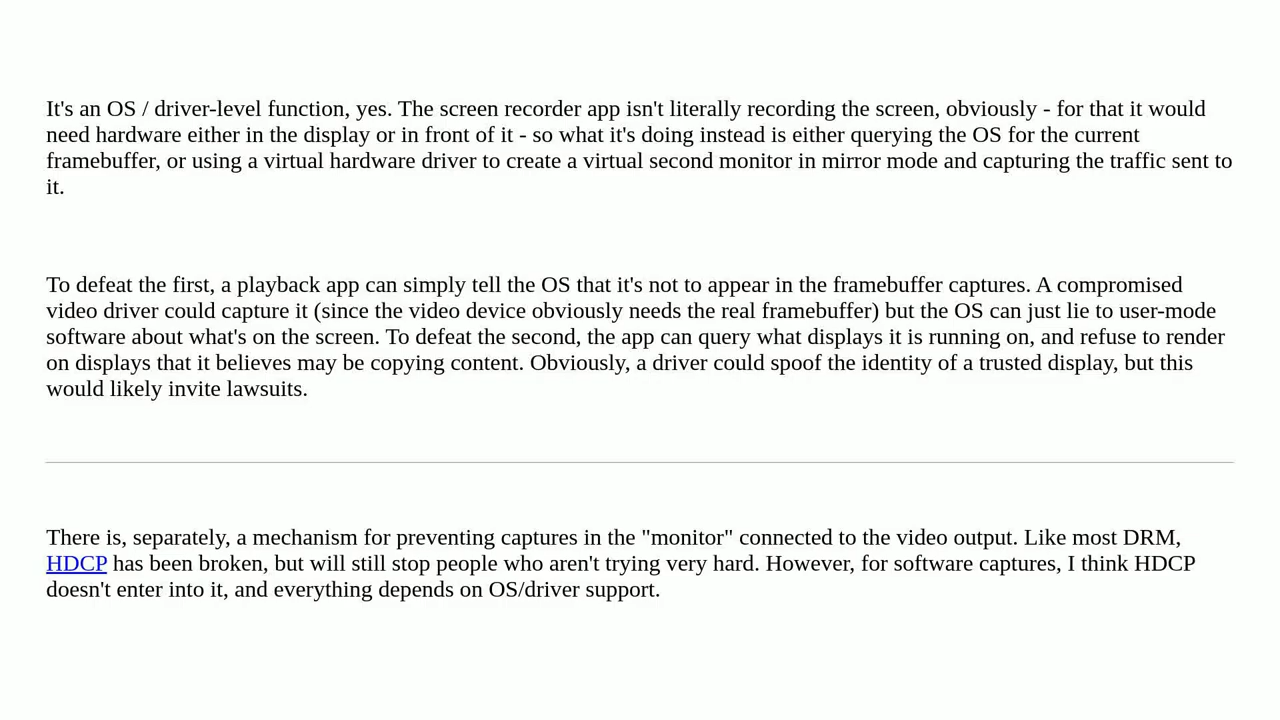 It's an OS / driver-level function, yes. The screen recorder app isn't literally recording the screen, obviously - for that it would
need hardware either in the display or in front of it - so what it's doing instead is either querying the OS for the current
framebuffer, or using a virtual hardware driver to create a virtual second monitor in mirror mode and capturing the traffic sent to
it.
To defeat the first, a playback app can simply tell the OS that it's not to appear in the framebuffer captures. A compromised
video driver could capture it (since the video device obviously needs the real framebuffer) but the OS can just lie to user-mode
software about what's on the screen. To defeat the second, the app can query what displays it is running on, and refuse to render
on displays that it believes may be copying content. Obviously, a driver could spoof the identity of a trusted display, but this
would likely invite lawsuits.
There is, separately, a mechanism for preventing captures in the "monitor" connected to the video output. Like most DRM,
HDCP has been broken, but will still stop people who aren't trying very hard. However, for software captures, I think HDCP
doesn't enter into it, and everything depends on OS/driver support.